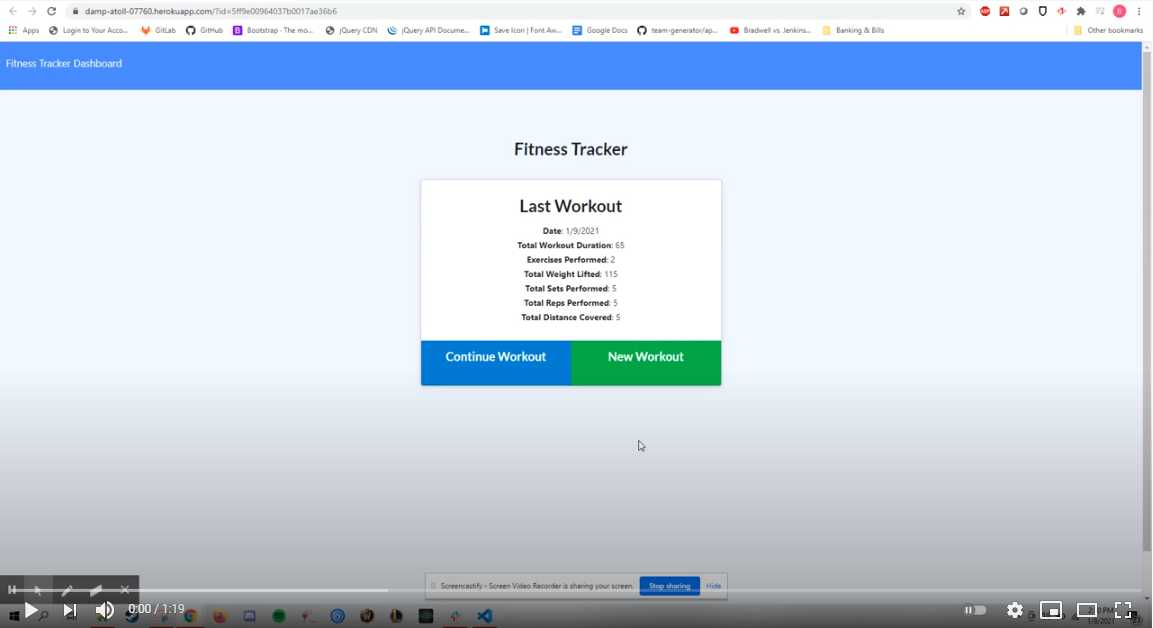 damp-atoll-07760.herokuapp.com/?id=5ff9e00964037b0017ae36b6
Apps Login to Your Acco... GitLab GitHub Bootstrap · The mo... jQuery CDN jQuery API Docume... Save Icon | Font Aw... Google Docs team-generator/ap... Bradwell vs. Jenkins... Banking & Bills Other bookmarks
Fitness Tracker Dashboard
Fitness Tracker
Last Workout
Date: 1/9/2021
Total Workout Duration: 65
Exercises Performed: 2
Total Weight Lifted: 115
Total Sets Performed: 5
Total Reps Performed: 5
Total Distance Covered: 5
Continue Workout New Workout
Screencastify - Screen Video Recorder is sharing your screen. Stop sharing Hide
0:00 / 1:19
1/9/2021